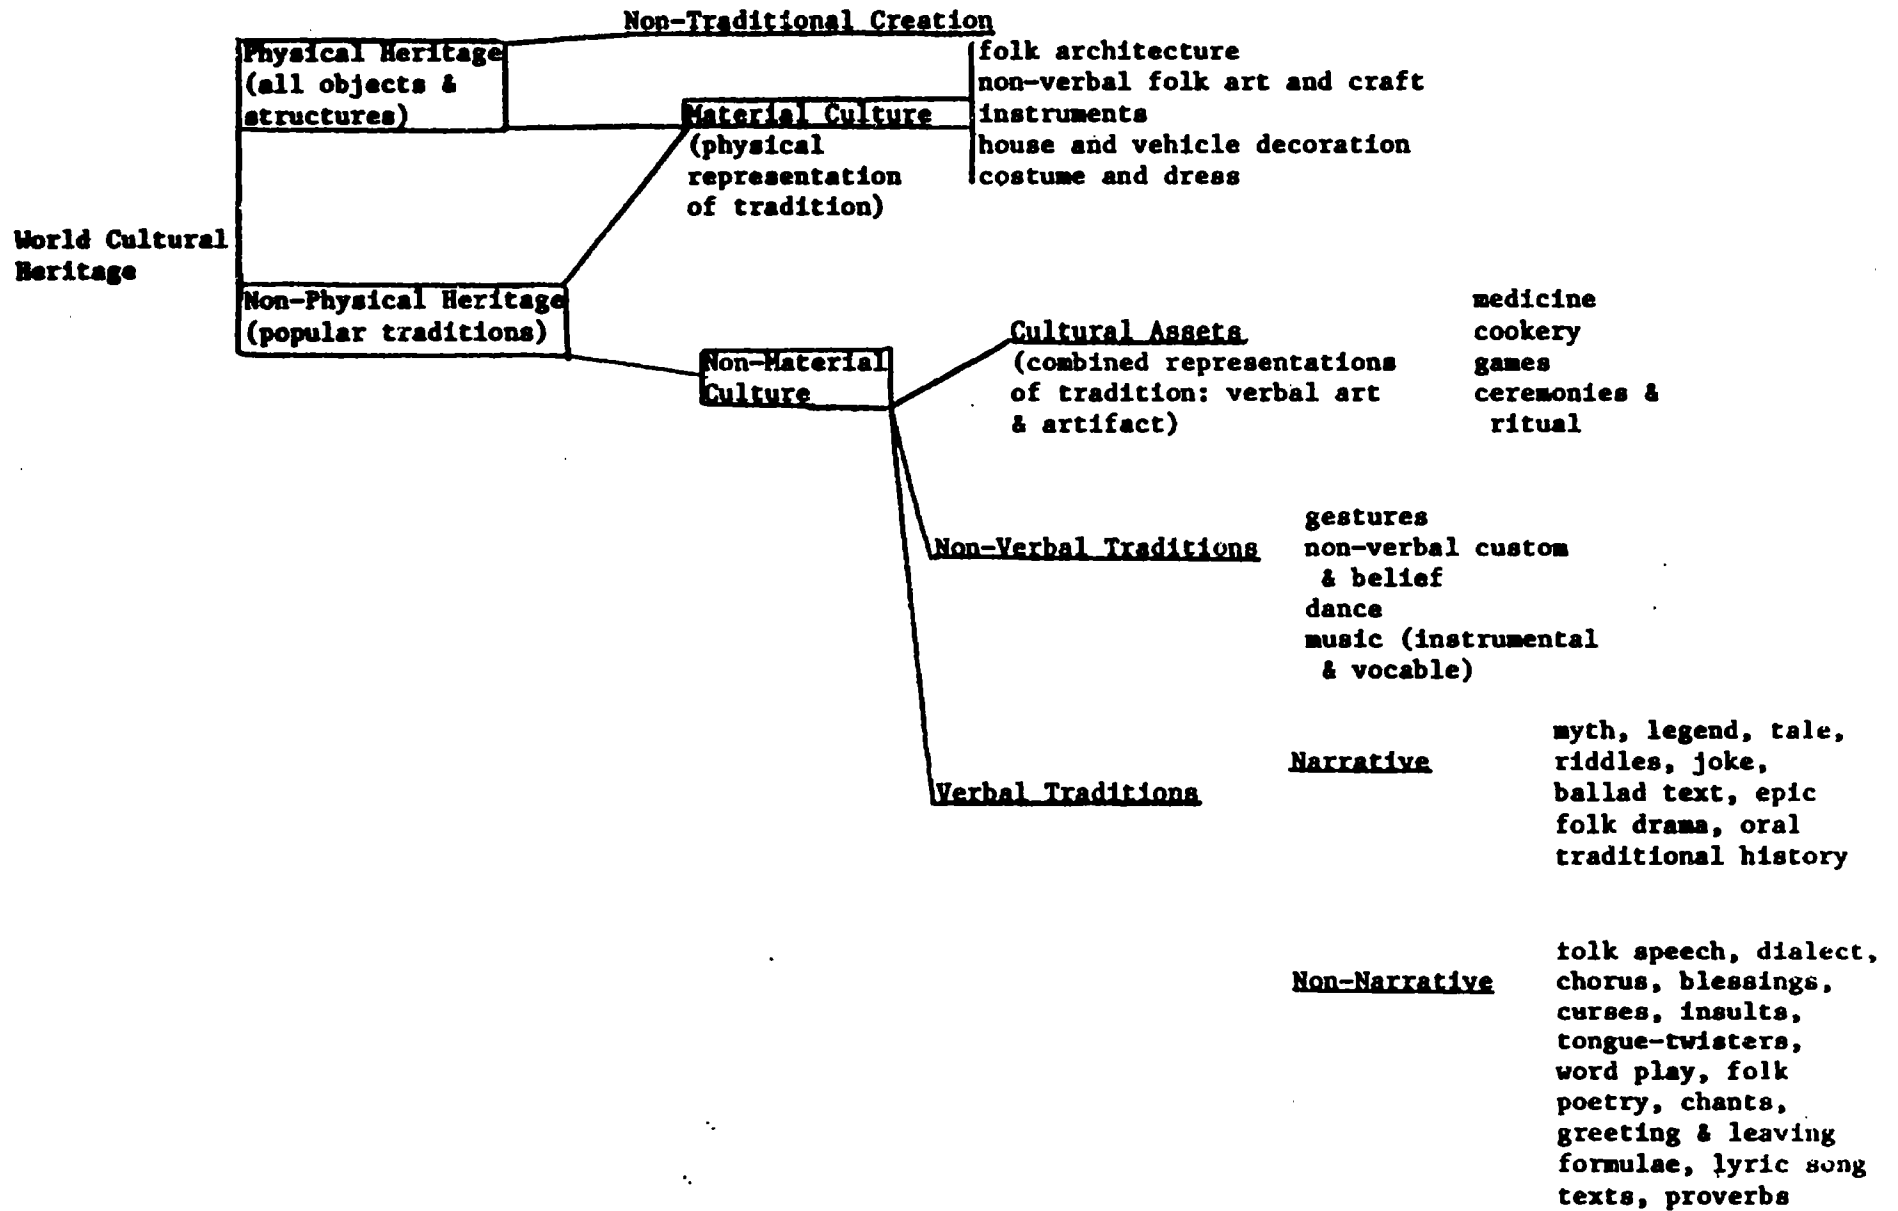 Non-Traditional Creation
Physical Heritage
(all objects &
structures)
folk architecture
non-verbal folk art and craft
Material Culture
instruments
(physical
representation
of tradition)
house and vehicle decoration
costume and dress
World Cultural
Heritage
Non-Physical Heritage
(popular traditions)
Non-Material
Culture
Cultural Assets
(combined representations
of tradition: verbal art
& artifact)
medicine
cookery
games
ceremonies &
ritual
Non-Verbal Traditions
gestures
non-verbal custom
& belief
dance
music (instrumental
& vocable)
Verbal Traditions
Narrative
myth, legend, tale,
riddles, joke,
ballad text, epic
folk drama, oral
traditional history
Non-Narrative
folk speech, dialect,
chorus, blessings,
curses, insults,
tongue-twisters,
word play, folk
poetry, chants,
greeting & leaving
formulae, lyric song
texts, proverbs